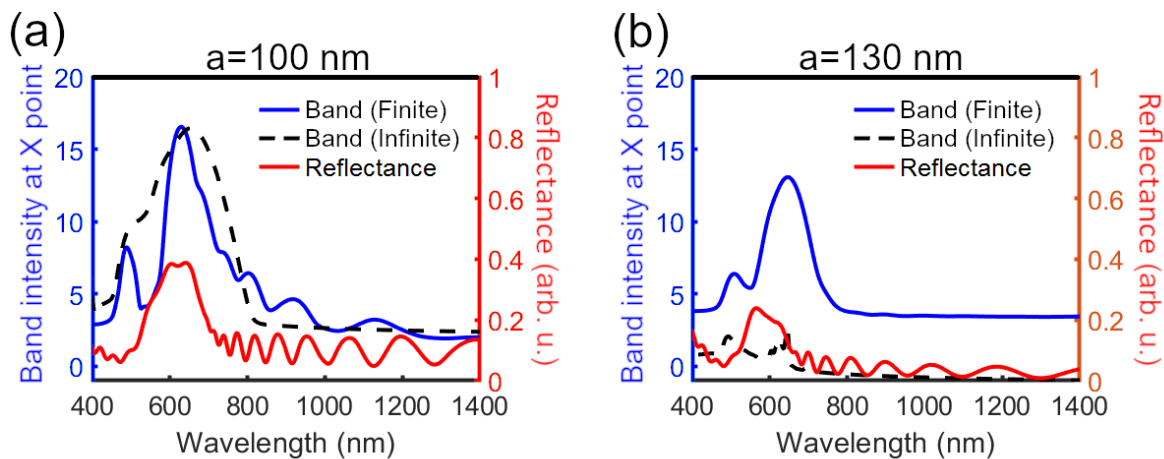 (a)
a=100 nm
Band intensity at X point
20
15
10
5
0
Band (Finite)
Band (Infinite)
Reflectance
1
0.8
0.6
0.4
0.2
0
Reflectance (arb. u.)
400 600 800 1000 1200 1400
Wavelength (nm)
(b)
a=130 nm
Band intensity at X point
20
15
10
5
0
Band (Finite)
Band (Infinite)
Reflectance
1
0.8
0.6
0.4
0.2
0
Reflectance (arb. u.)
400 600 800 1000 1200 1400
Wavelength (nm)